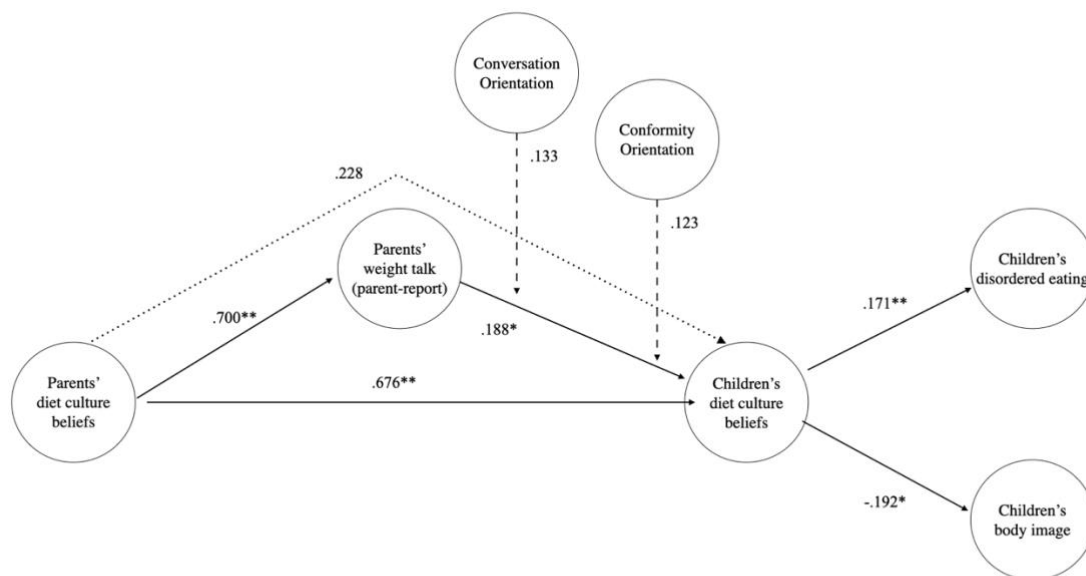 Conversation
Orientation
Conformity
Orientation
.133
.228
.123
Parents'
weight talk
(parent-report)
Children's
disordered eating
.700**
.188*
.171**
.676**
Parents'
diet culture
beliefs
Children's
diet culture
beliefs
-.192*
Children's
body image